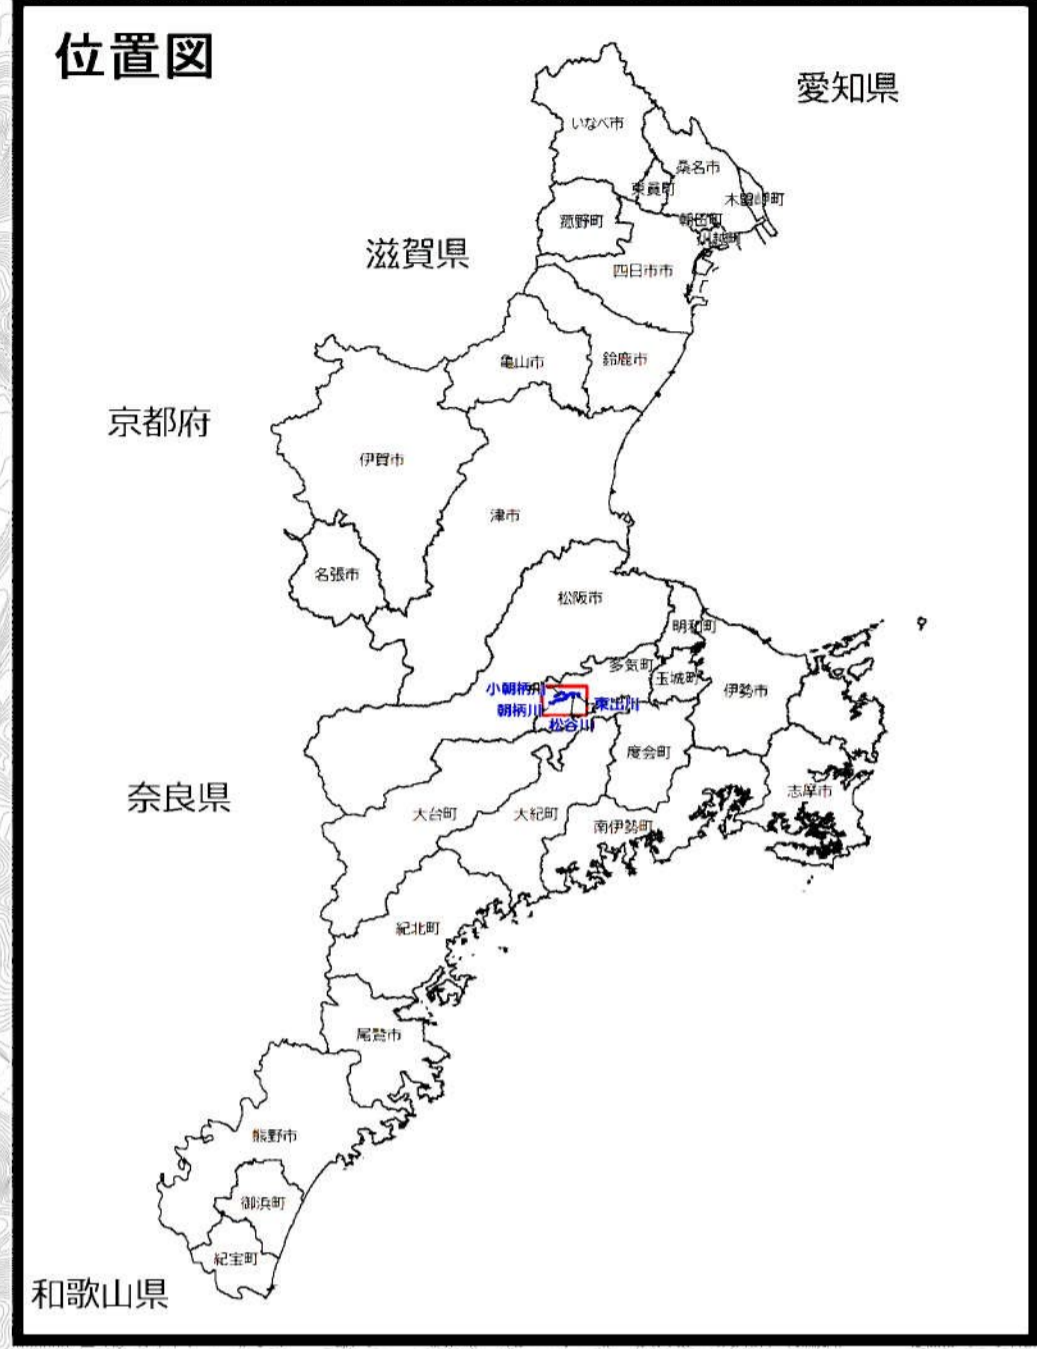 位置図
愛知県
いなべ市
桑名市
東員町
木曽岬町
朝日町
川越町
菰野町
滋賀県
四日市市
亀山市
鈴鹿市
京都府
伊賀市
津市
名張市
松阪市
明和町
多気町
玉城町
伊勢市
小朝柄川
朝柄川
東出川
松谷川
度会町
奈良県
志摩市
大台町
大紀町
南伊勢町
紀北町
尾鷲市
熊野市
御浜町
紀宝町
和歌山県